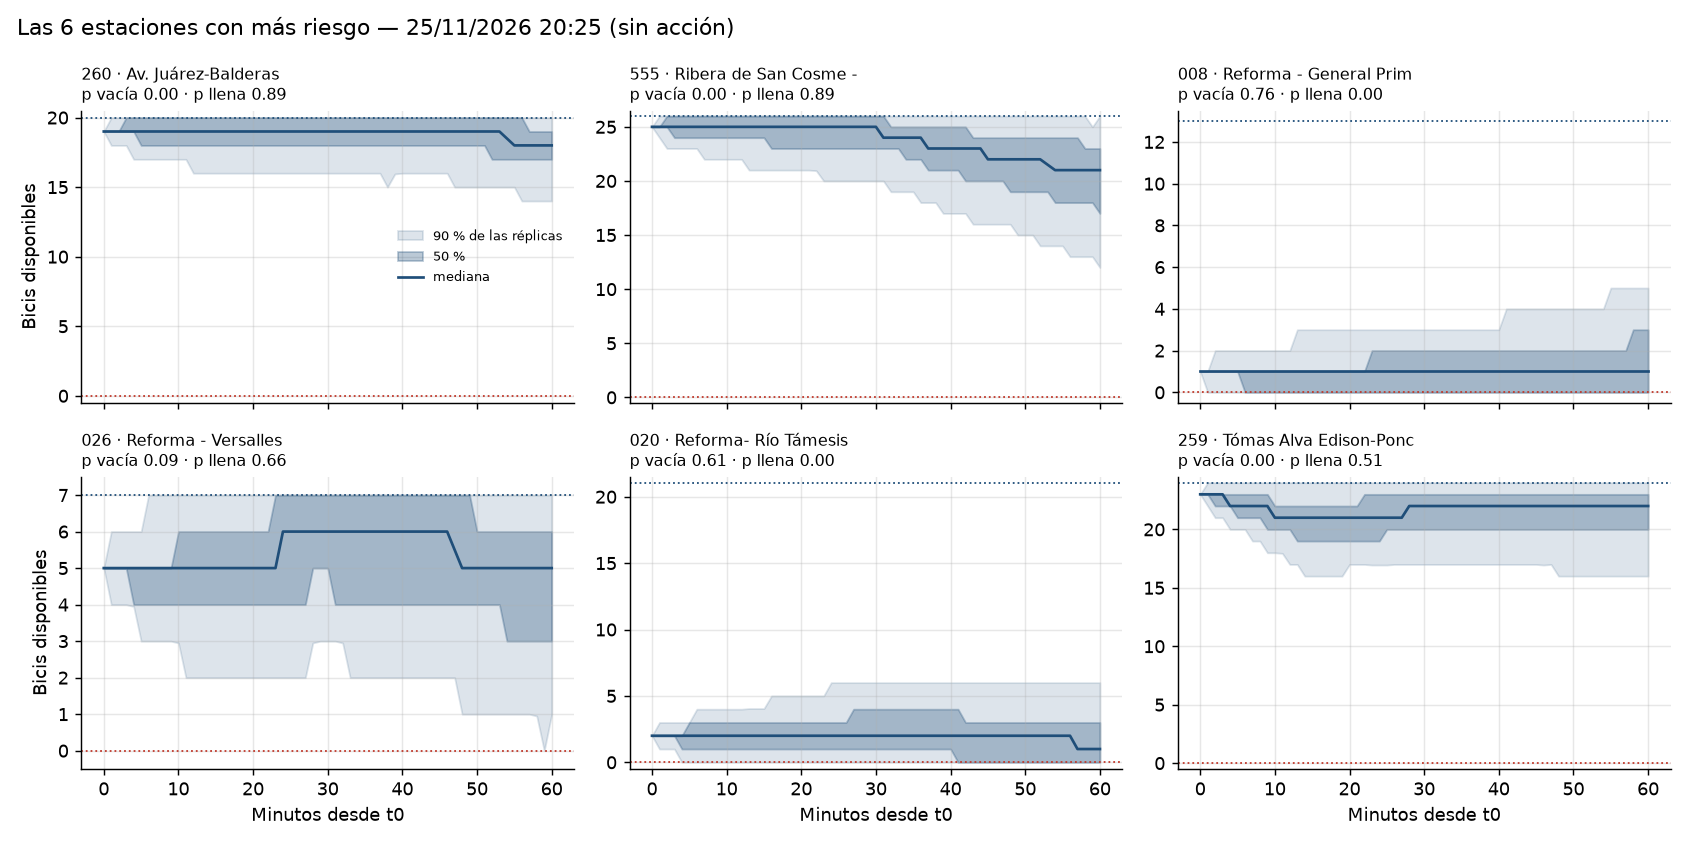 Las 6 estaciones con más riesgo — 25/11/2026 20:25 (sin acción)
260 · Av. Juárez-Balderas
p vacía 0.00 · p llena 0.89
20
15
10
5
0
Bicis disponibles
90 % de las réplicas
50 %
mediana
555 · Ribera de San Cosme -
p vacía 0.00 · p llena 0.89
25
20
15
10
5
0
008 · Reforma - General Prim
p vacía 0.76 · p llena 0.00
12
10
8
6
4
2
0
026 · Reforma - Versalles
p vacía 0.09 · p llena 0.66
7
6
5
4
3
2
1
0
Bicis disponibles
0 10 20 30 40 50 60
Minutos desde t0
020 · Reforma- Río Támesis
p vacía 0.61 · p llena 0.00
20
15
10
5
0
0 10 20 30 40 50 60
Minutos desde t0
259 · Tómas Alva Edison-Ponc
p vacía 0.00 · p llena 0.51
20
15
10
5
0
0 10 20 30 40 50 60
Minutos desde t0